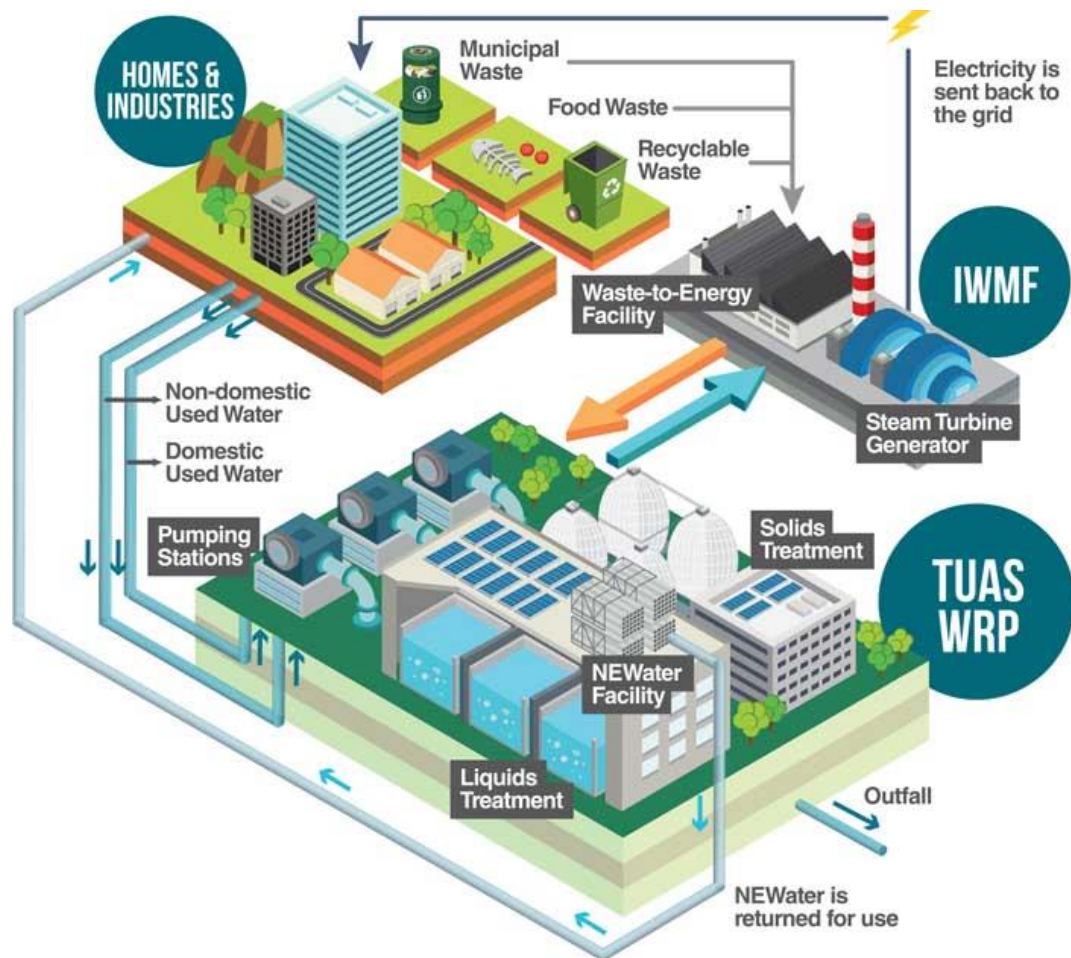 HOMES &
INDUSTRIES
Municipal
Waste
Food Waste
Recyclable
Waste
Electricity is
sent back to
the grid
IWMF
Waste-to-Energy
Facility
Steam Turbine
Generator
Non-domestic
Used Water
Domestic
Used Water
Pumping
Stations
Solids
Treatment
TUAS
WRP
NEWater
Facility
Liquids
Treatment
Outfall
NEWater is
returned for use